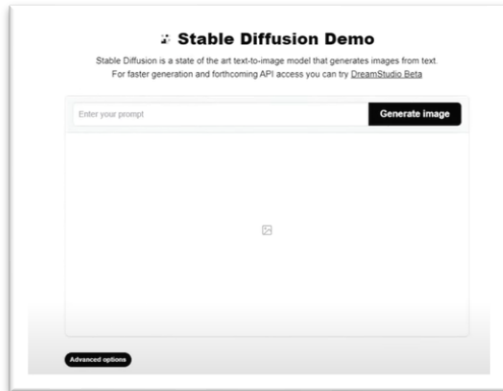 Stable Diffusion Demo
Stable Diffusion is a state of the art text-to-image model that generates images from text.
For faster generation and forthcoming API access you can try DreamStudio Beta
Enter your prompt
Generate image
Advanced options